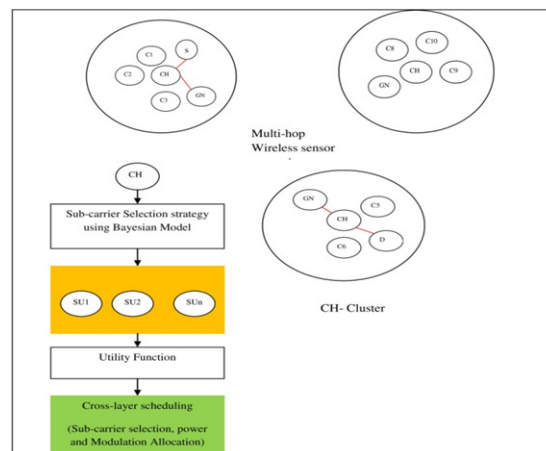 C1
S
C2
CH
C3
GN
C8
C10
GN
CH
C9
Multi-hop
Wireless sensor
CH
Sub-carrier Selection strategy
using Bayesian Model
GN
C5
CH
C6
D
SU1 SU2 SUn
CH- Cluster
Utility Function
Cross-layer scheduling
(Sub-carrier selection, power
and Modulation Allocation)